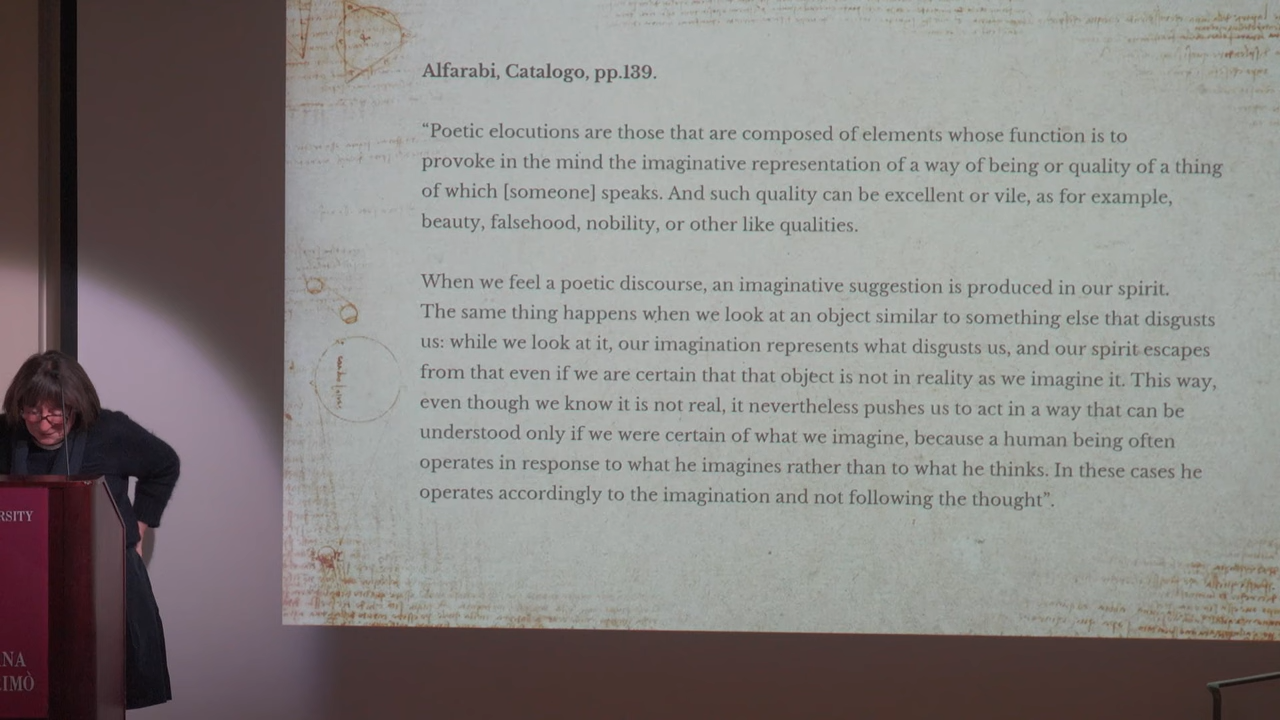 Alfarabi, Catalogo, pp.139.
“Poetic elocutions are those that are composed of elements whose function is to
provoke in the mind the imaginative representation of a way of being or quality of a thing
of which [someone] speaks. And such quality can be excellent or vile, as for example,
beauty, falsehood, nobility, or other like qualities.
When we feel a poetic discourse, an imaginative suggestion is produced in our spirit.
The same thing happens when we look at an object similar to something else that disgusts
us: while we look at it, our imagination represents what disgusts us, and our spirit escapes
from that even if we are certain that that object is not in reality as we imagine it. This way,
even though we know it is not real, it nevertheless pushes us to act in a way that can be
understood only if we were certain of what we imagine, because a human being often
operates in response to what he imagines rather than to what he thinks. In these cases he
operates accordingly to the imagination and not following the thought”.
RSITY
NA
IMÒ